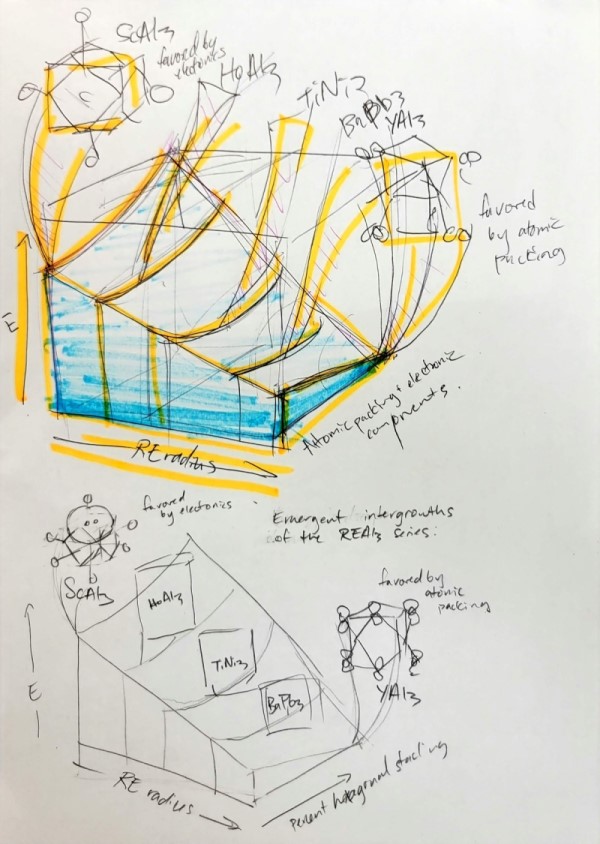 ScAl3
favored by
electronics
HoAl3
TiNi3
BaPb3
YAl3
favored
by atomic
packing
E
RE radius
Atomic packing & electronic
components.
favored
by electronics
Emergent intergrowths
of the REAl3 series:
ScAl3
HoAl3
TiNi3
BaPb3
favored by
atomic
packing
YAl3
E
RE radius
percent hexagonal stacking